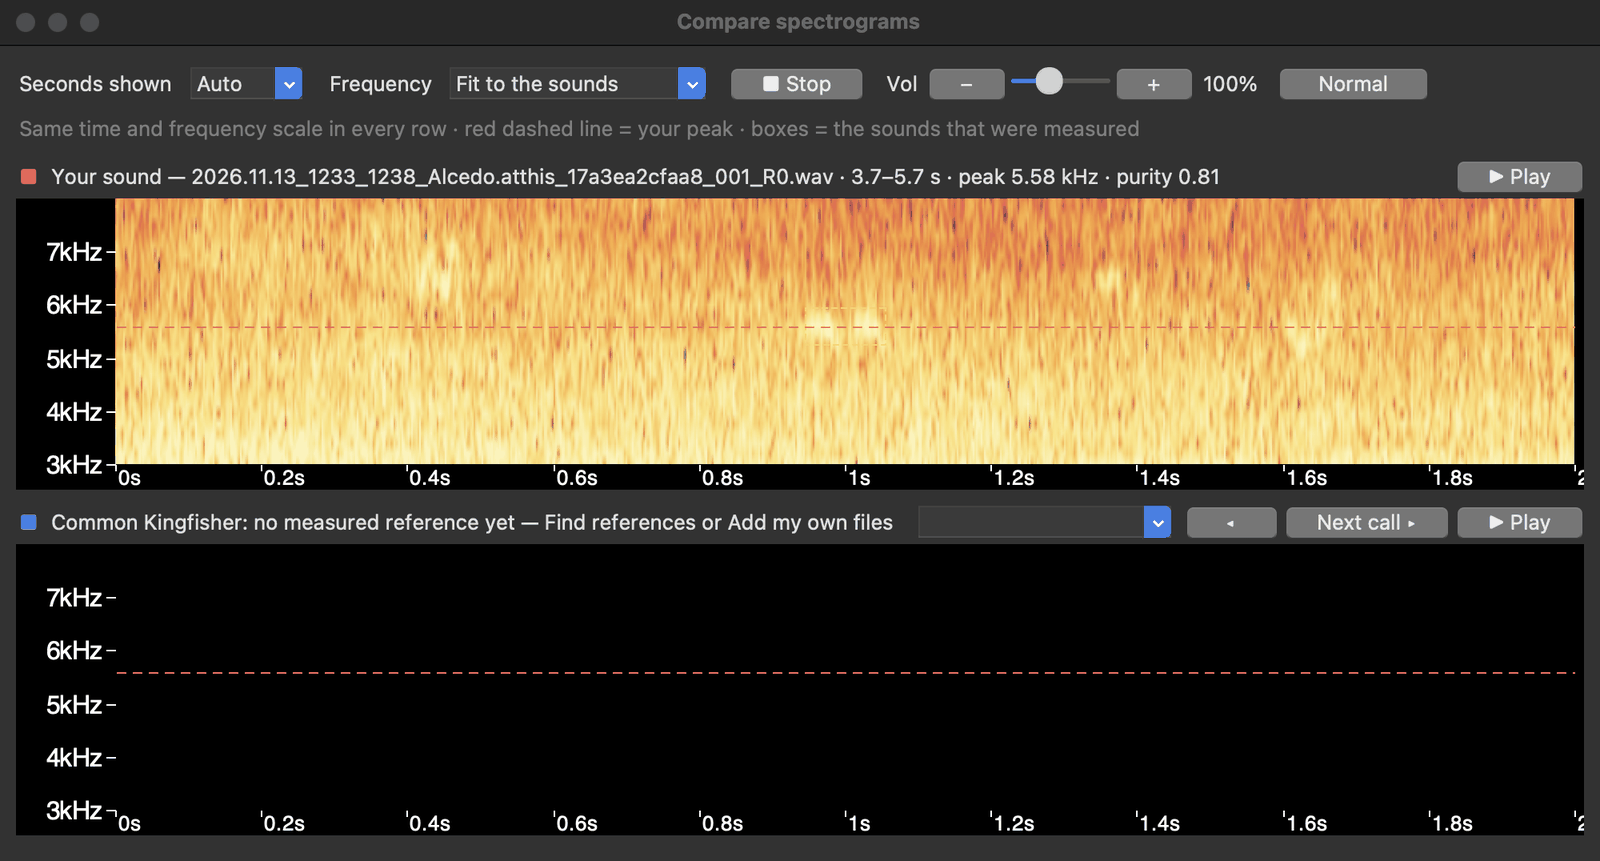 Compare spectrograms
Seconds shown Auto Frequency Fit to the sounds Stop Vol − + 100% Normal
Same time and frequency scale in every row · red dashed line = your peak · boxes = the sounds that were measured
Your sound — 2026.11.13_1233_1238_Alcedo.atthis_17a3ea2cfaa8_001_R0.wav · 3.7–5.7 s · peak 5.58 kHz · purity 0.81 ▶ Play
7kHz
6kHz
5kHz
4kHz
3kHz
0s 0.2s 0.4s 0.6s 0.8s 1s 1.2s 1.4s 1.6s 1.8s 2
Common Kingfisher: no measured reference yet — Find references or Add my own files ◂ Next call ▸ ▶ Play
7kHz
6kHz
5kHz
4kHz
3kHz
0s 0.2s 0.4s 0.6s 0.8s 1s 1.2s 1.4s 1.6s 1.8s 2